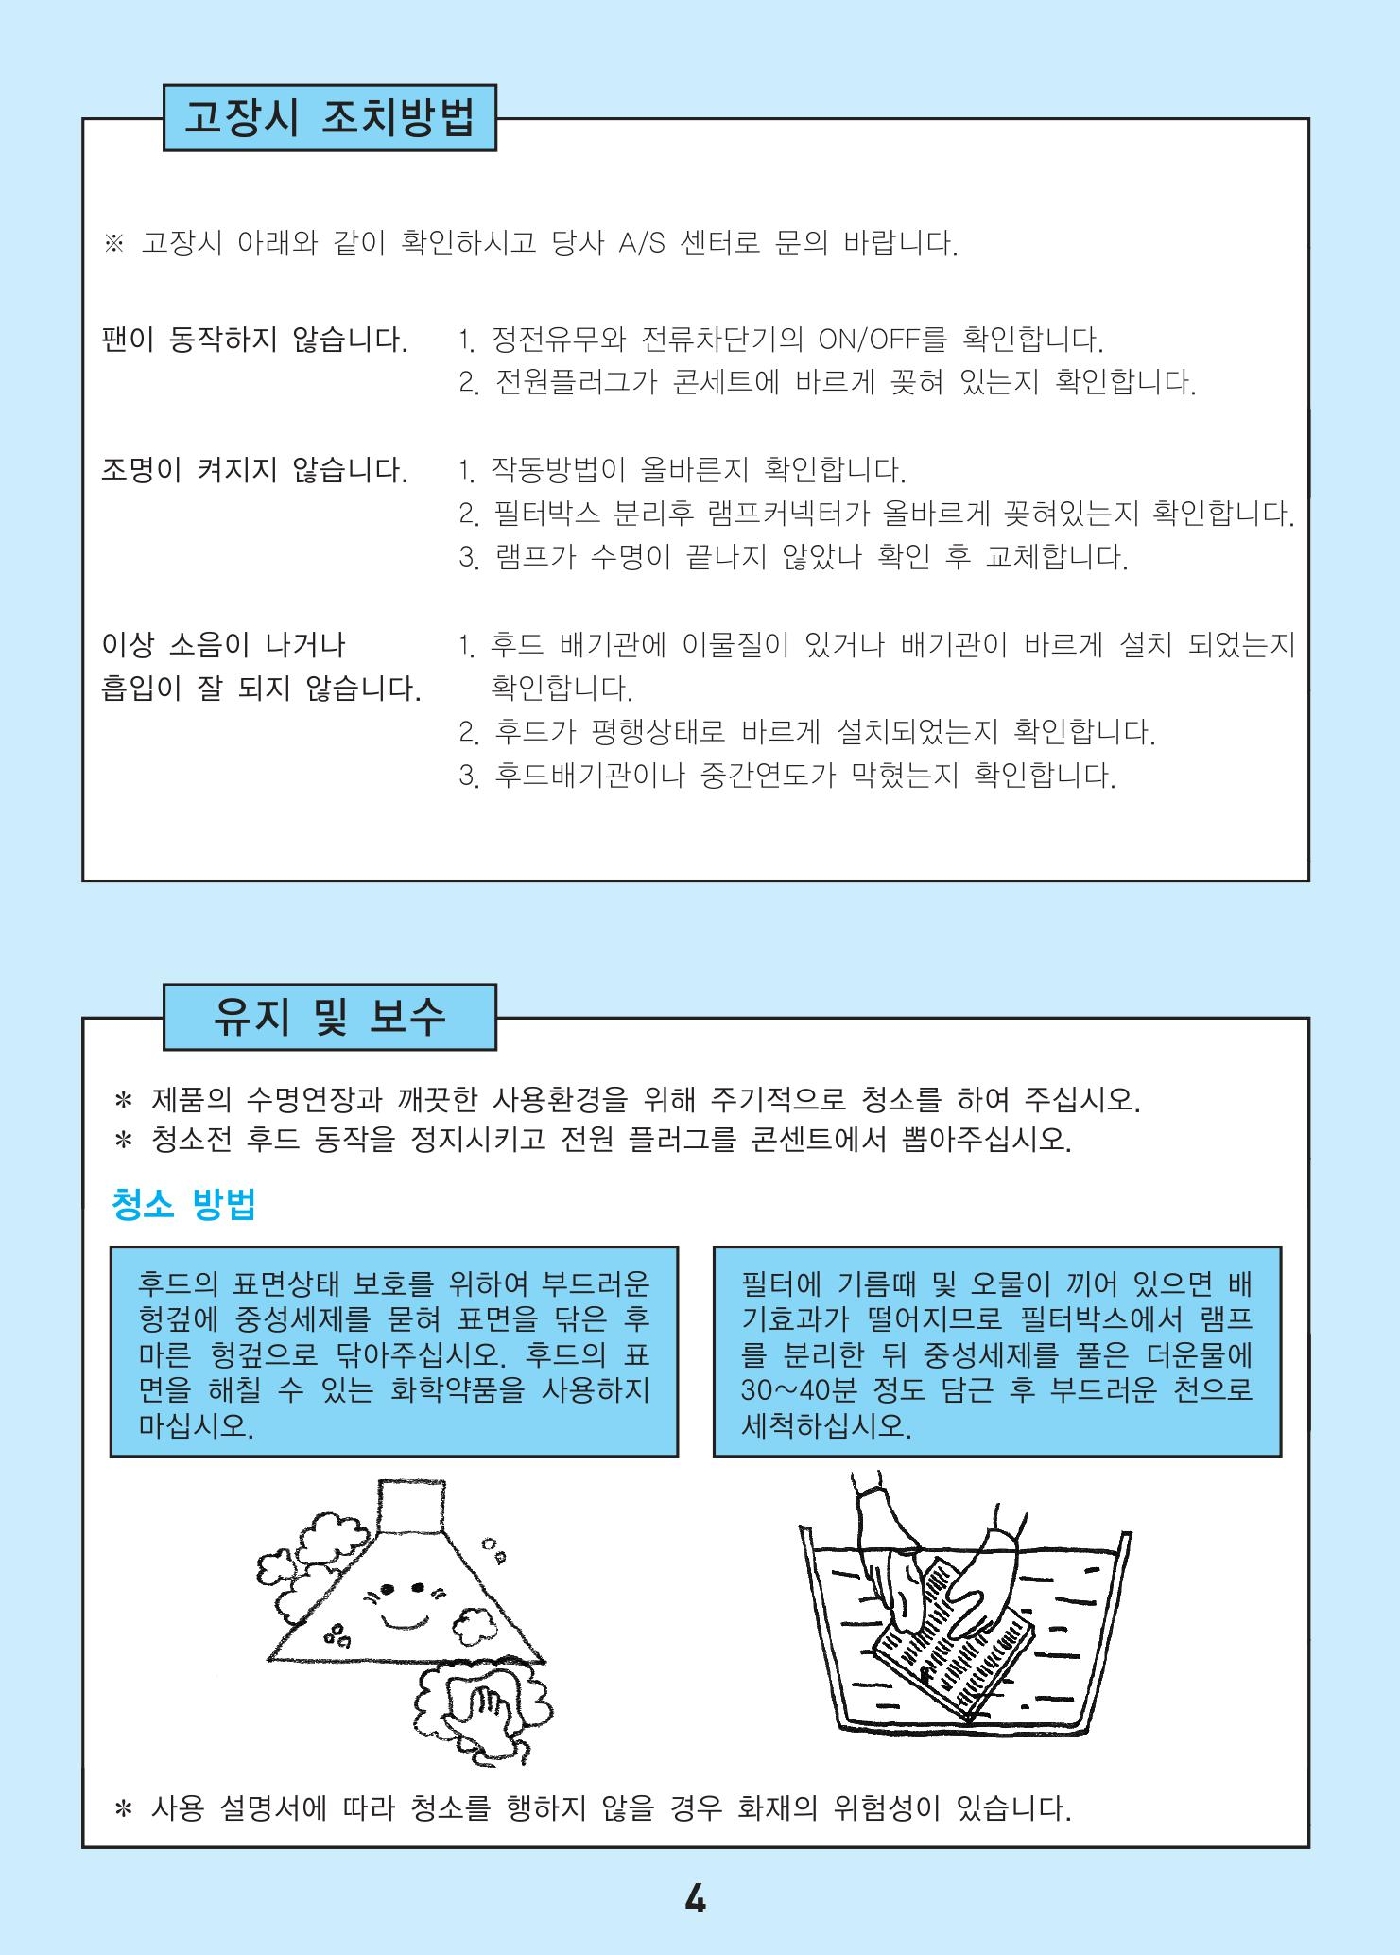 고장시 조치방법
※ 고장시 아래와 같이 확인하시고 당사 A/S 센터로 문의 바랍니다.
팬이 동작하지 않습니다. 1. 정전유무와 전류차단기의 ON/OFF를 확인합니다.
2. 전원플러그가 콘세트에 바르게 꽂혀 있는지 확인합니다.
조명이 켜지지 않습니다. 1. 작동방법이 올바른지 확인합니다.
2. 필터박스 분리후 램프커넥터가 올바르게 꽂혀있는지 확인합니다.
3. 램프가 수명이 끝나지 않았나 확인 후 교체합니다.
이상 소음이 나거나 1. 후드 배기관에 이물질이 있거나 배기관이 바르게 설치 되었는지
흡입이 잘 되지 않습니다. 확인합니다.
2. 후드가 평행상태로 바르게 설치되었는지 확인합니다.
3. 후드배기관이나 중간연도가 막혔는지 확인합니다.
유지 및 보수
* 제품의 수명연장과 깨끗한 사용환경을 위해 주기적으로 청소를 하여 주십시오.
* 청소전 후드 동작을 정지시키고 전원 플러그를 콘센트에서 뽑아주십시오.
청소 방법
후드의 표면상태 보호를 위하여 부드러운
헝겊에 중성세제를 묻혀 표면을 닦은 후
마른 헝겊으로 닦아주십시오. 후드의 표
면을 해칠 수 있는 화학약품을 사용하지
마십시오.
필터에 기름때 및 오물이 끼어 있으면 배
기효과가 떨어지므로 필터박스에서 램프
를 분리한 뒤 중성세제를 풀은 더운물에
30~40분 정도 담근 후 부드러운 천으로
세척하십시오.
* 사용 설명서에 따라 청소를 행하지 않을 경우 화재의 위험성이 있습니다.
4